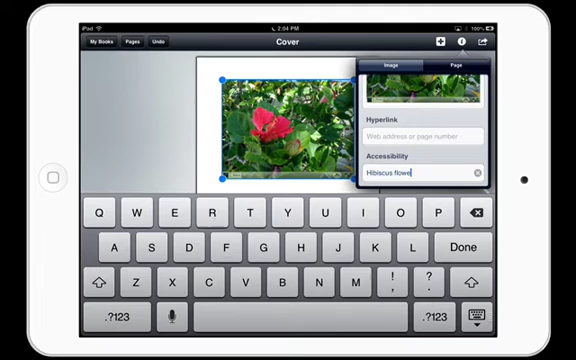 iPad 2:04 PM 100%
My Books Pages Undo Cover
Image Page
Hyperlink
Web address or page number
Accessibility
Hibiscus flowe
Q W E R T Y U I O P
A S D F G H J K L Done
Z X C V B N M ! , ? .
.?123 .?123